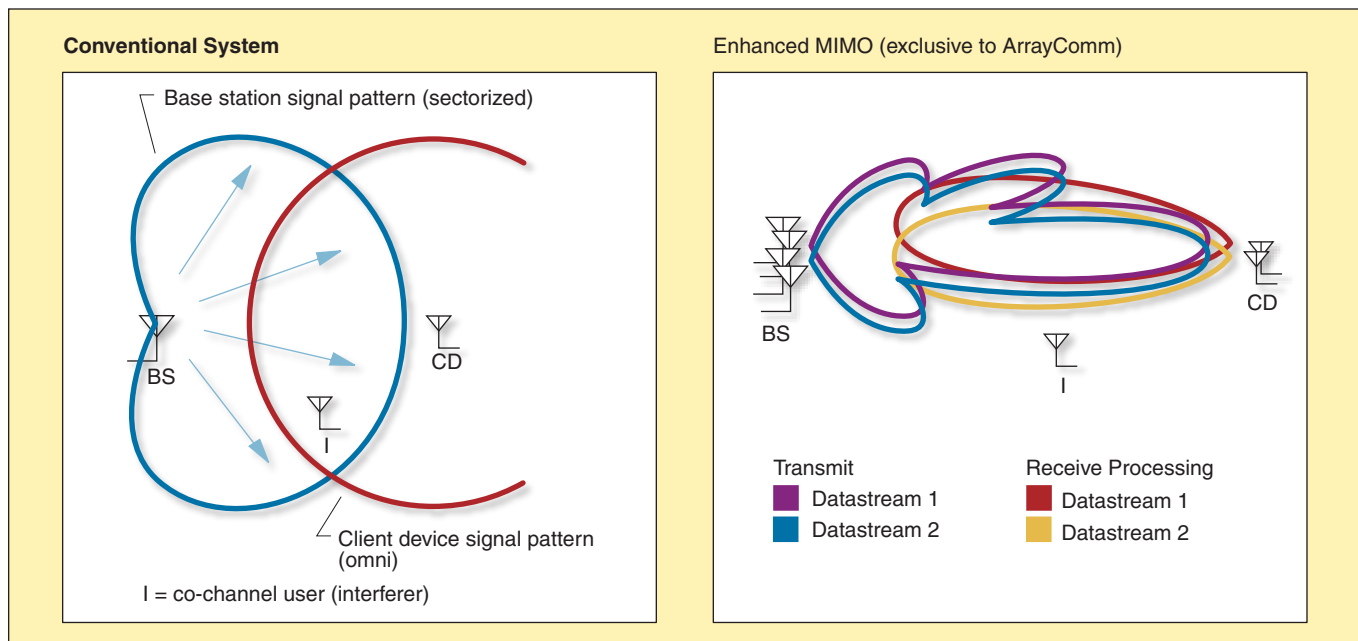 Conventional System
Base station signal pattern (sectorized)
BS
CD
I
Client device signal pattern
(omni)
I = co-channel user (interferer)
Enhanced MIMO (exclusive to ArrayComm)
BS
CD
I
Transmit
Datastream 1
Datastream 2
Receive Processing
Datastream 1
Datastream 2